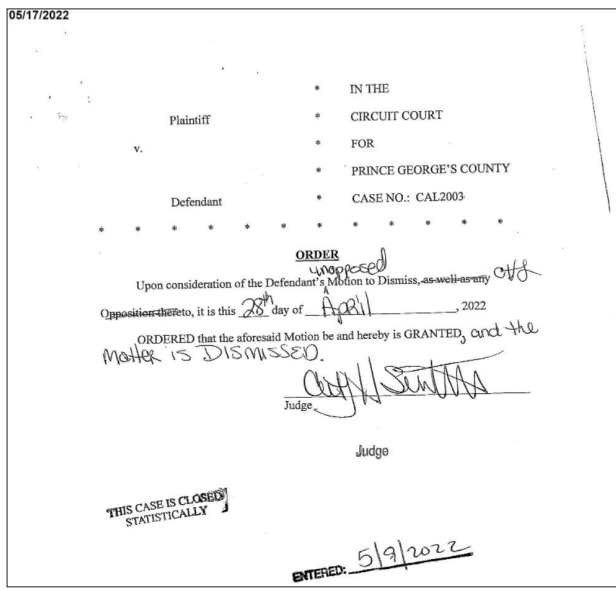 05/17/2022
* IN THE
Plaintiff * CIRCUIT COURT
v. * FOR
* PRINCE GEORGE'S COUNTY
Defendant * CASE NO.: CAL2003
* * * * * * * * * * * *
ORDER
unopposed
Upon consideration of the Defendant's Motion to Dismiss, as well as any
Opposition thereto, it is this 28th day of April, 2022
ORDERED that the aforesaid Motion be and hereby is GRANTED, and the
Matter is DISMISSED.
Judge
Judge
THIS CASE IS CLOSED
STATISTICALLY
ENTERED: 5/9/2022